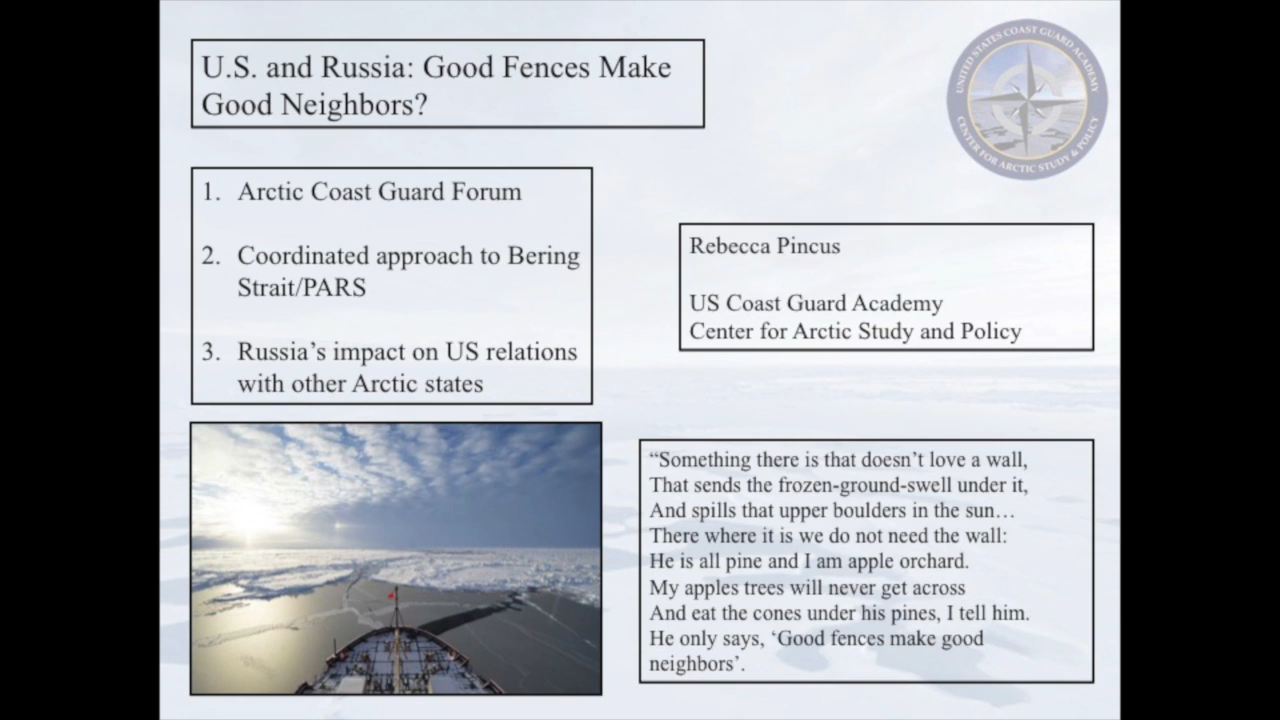 U.S. and Russia: Good Fences Make
Good Neighbors?
UNITED STATES COAST GUARD ACADEMY
CENTER FOR ARCTIC STUDY & POLICY
1. Arctic Coast Guard Forum
2. Coordinated approach to Bering
Strait/PARS
3. Russia’s impact on US relations
with other Arctic states
Rebecca Pincus
US Coast Guard Academy
Center for Arctic Study and Policy
“Something there is that doesn’t love a wall,
That sends the frozen-ground-swell under it,
And spills that upper boulders in the sun…
There where it is we do not need the wall:
He is all pine and I am apple orchard.
My apples trees will never get across
And eat the cones under his pines, I tell him.
He only says, ‘Good fences make good
neighbors’.